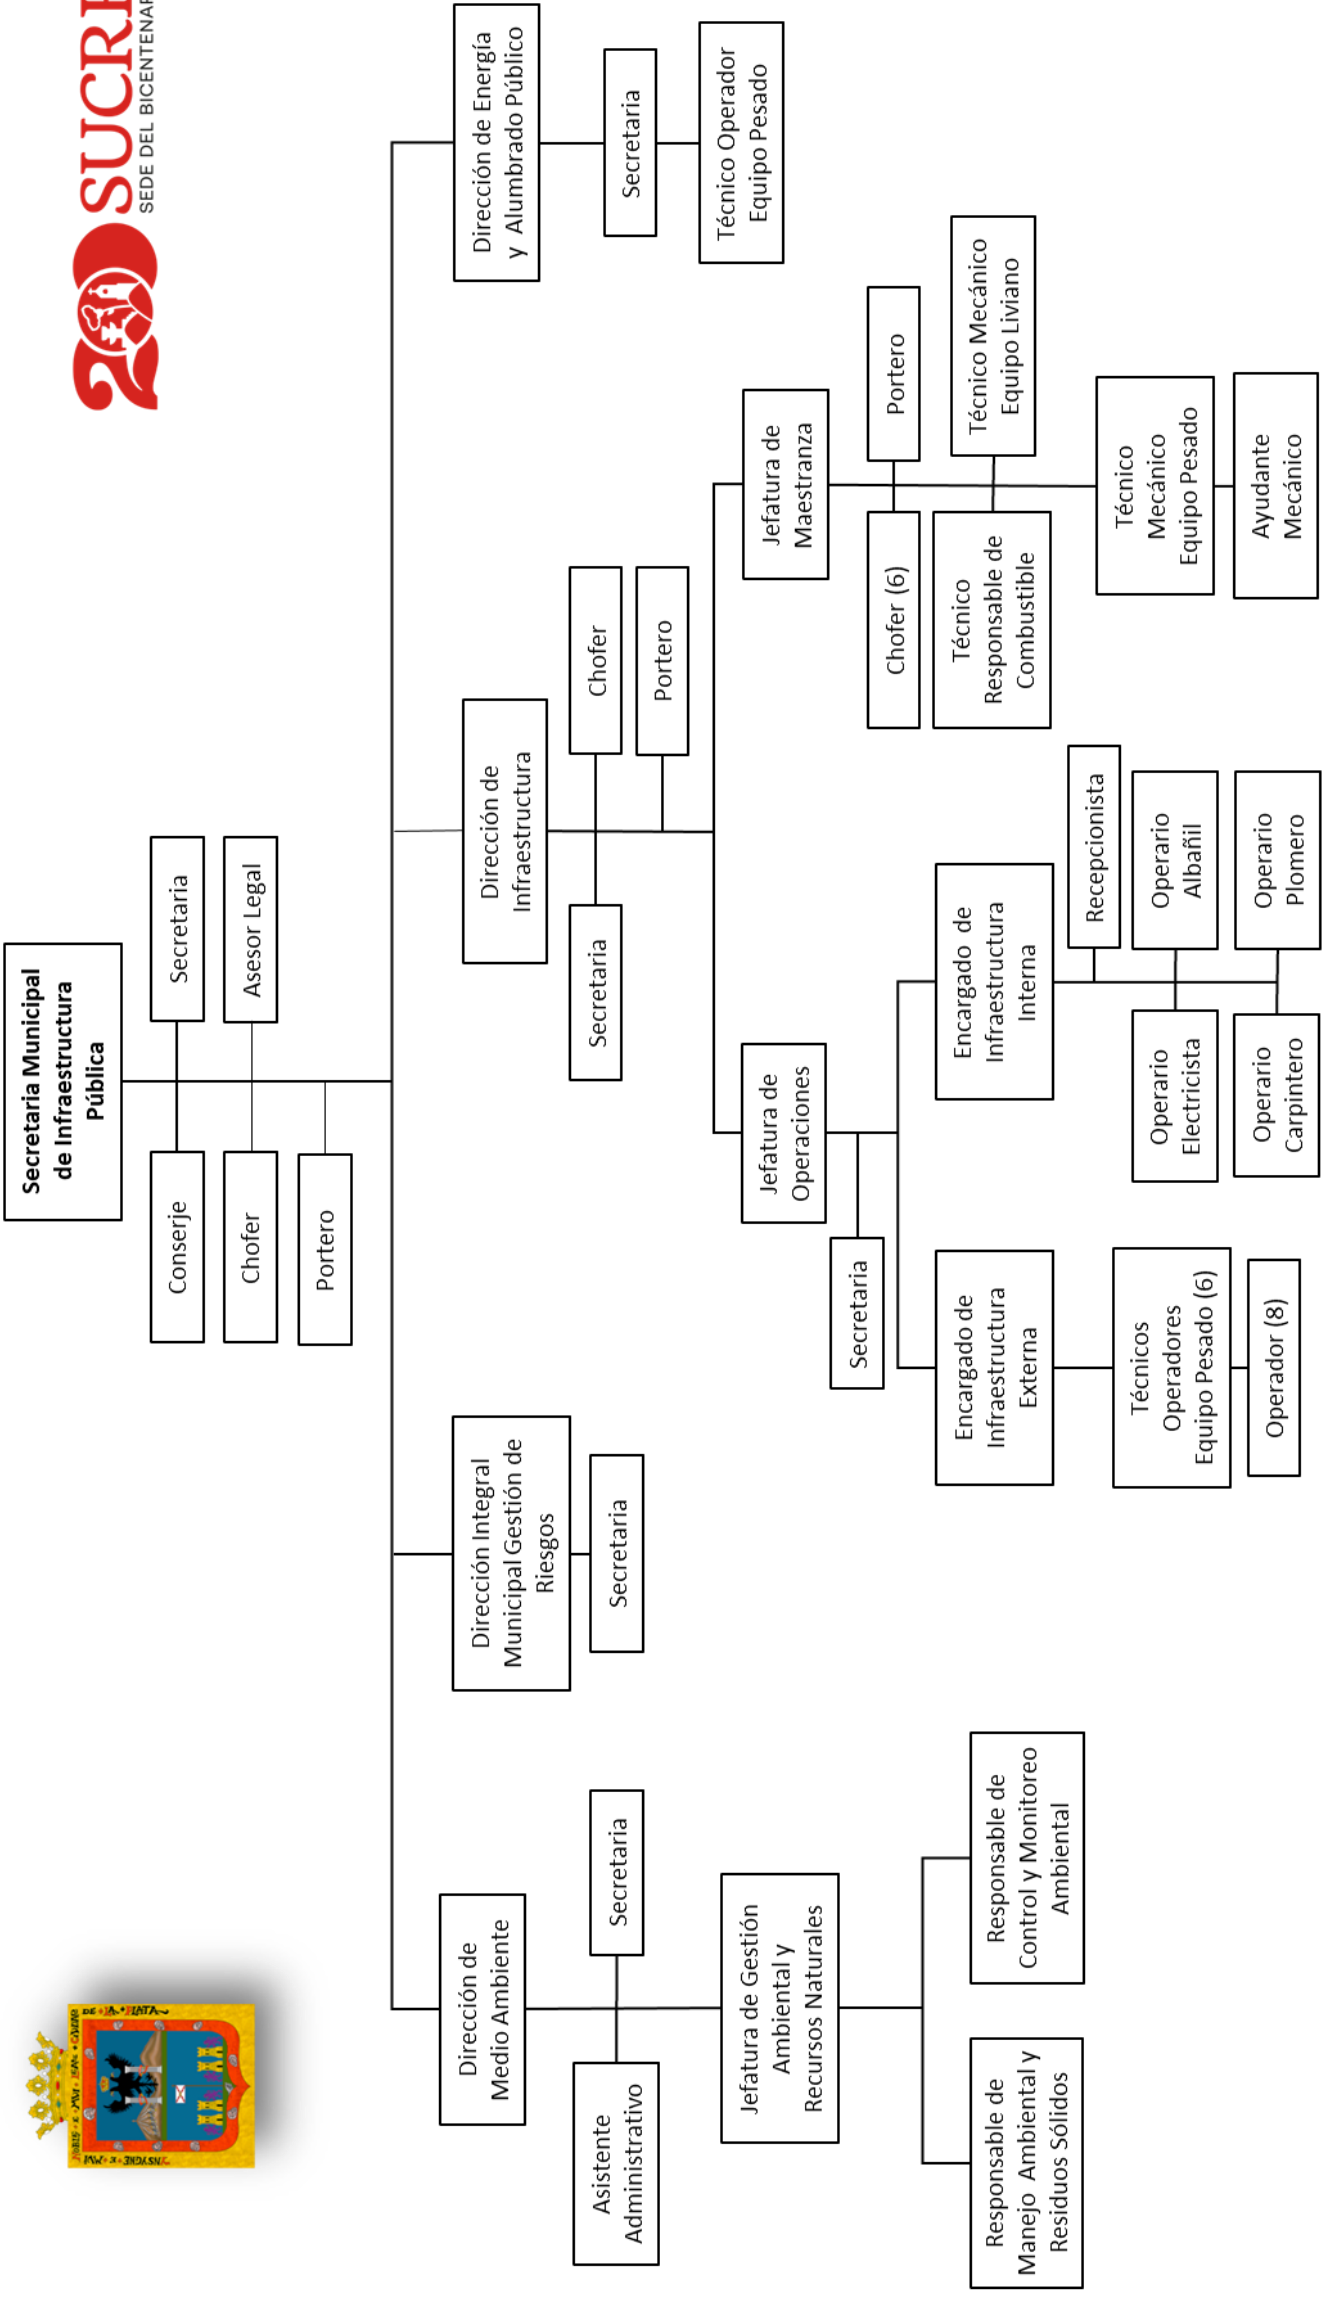 SUCR
SEDE DEL BICENTENAR
Secretaria Municipal
de Infraestructura
Pública
Conserje
Secretaria
Chofer
Asesor Legal
Portero
Dirección de
Medio Ambiente
Asistente
Administrativo
Secretaria
Jefatura de Gestión
Ambiental y
Recursos Naturales
Responsable de
Manejo Ambiental y
Residuos Sólidos
Responsable de
Control y Monitoreo
Ambiental
Dirección Integral
Municipal Gestión de
Riesgos
Secretaria
Dirección de
Infraestructura
Secretaria
Chofer
Portero
Jefatura de
Operaciones
Secretaria
Encargado de
Infraestructura
Externa
Técnicos
Operadores
Equipo Pesado (6)
Operador (8)
Encargado de
Infraestructura
Interna
Recepcionista
Operario
Electricista
Operario
Albañil
Operario
Carpintero
Operario
Plomero
Jefatura de
Maestranza
Chofer (6)
Portero
Técnico
Responsable de
Combustible
Técnico Mecánico
Equipo Liviano
Técnico
Mecánico
Equipo Pesado
Ayudante
Mecánico
Dirección de Energía
y Alumbrado Público
Secretaria
Técnico Operador
Equipo Pesado